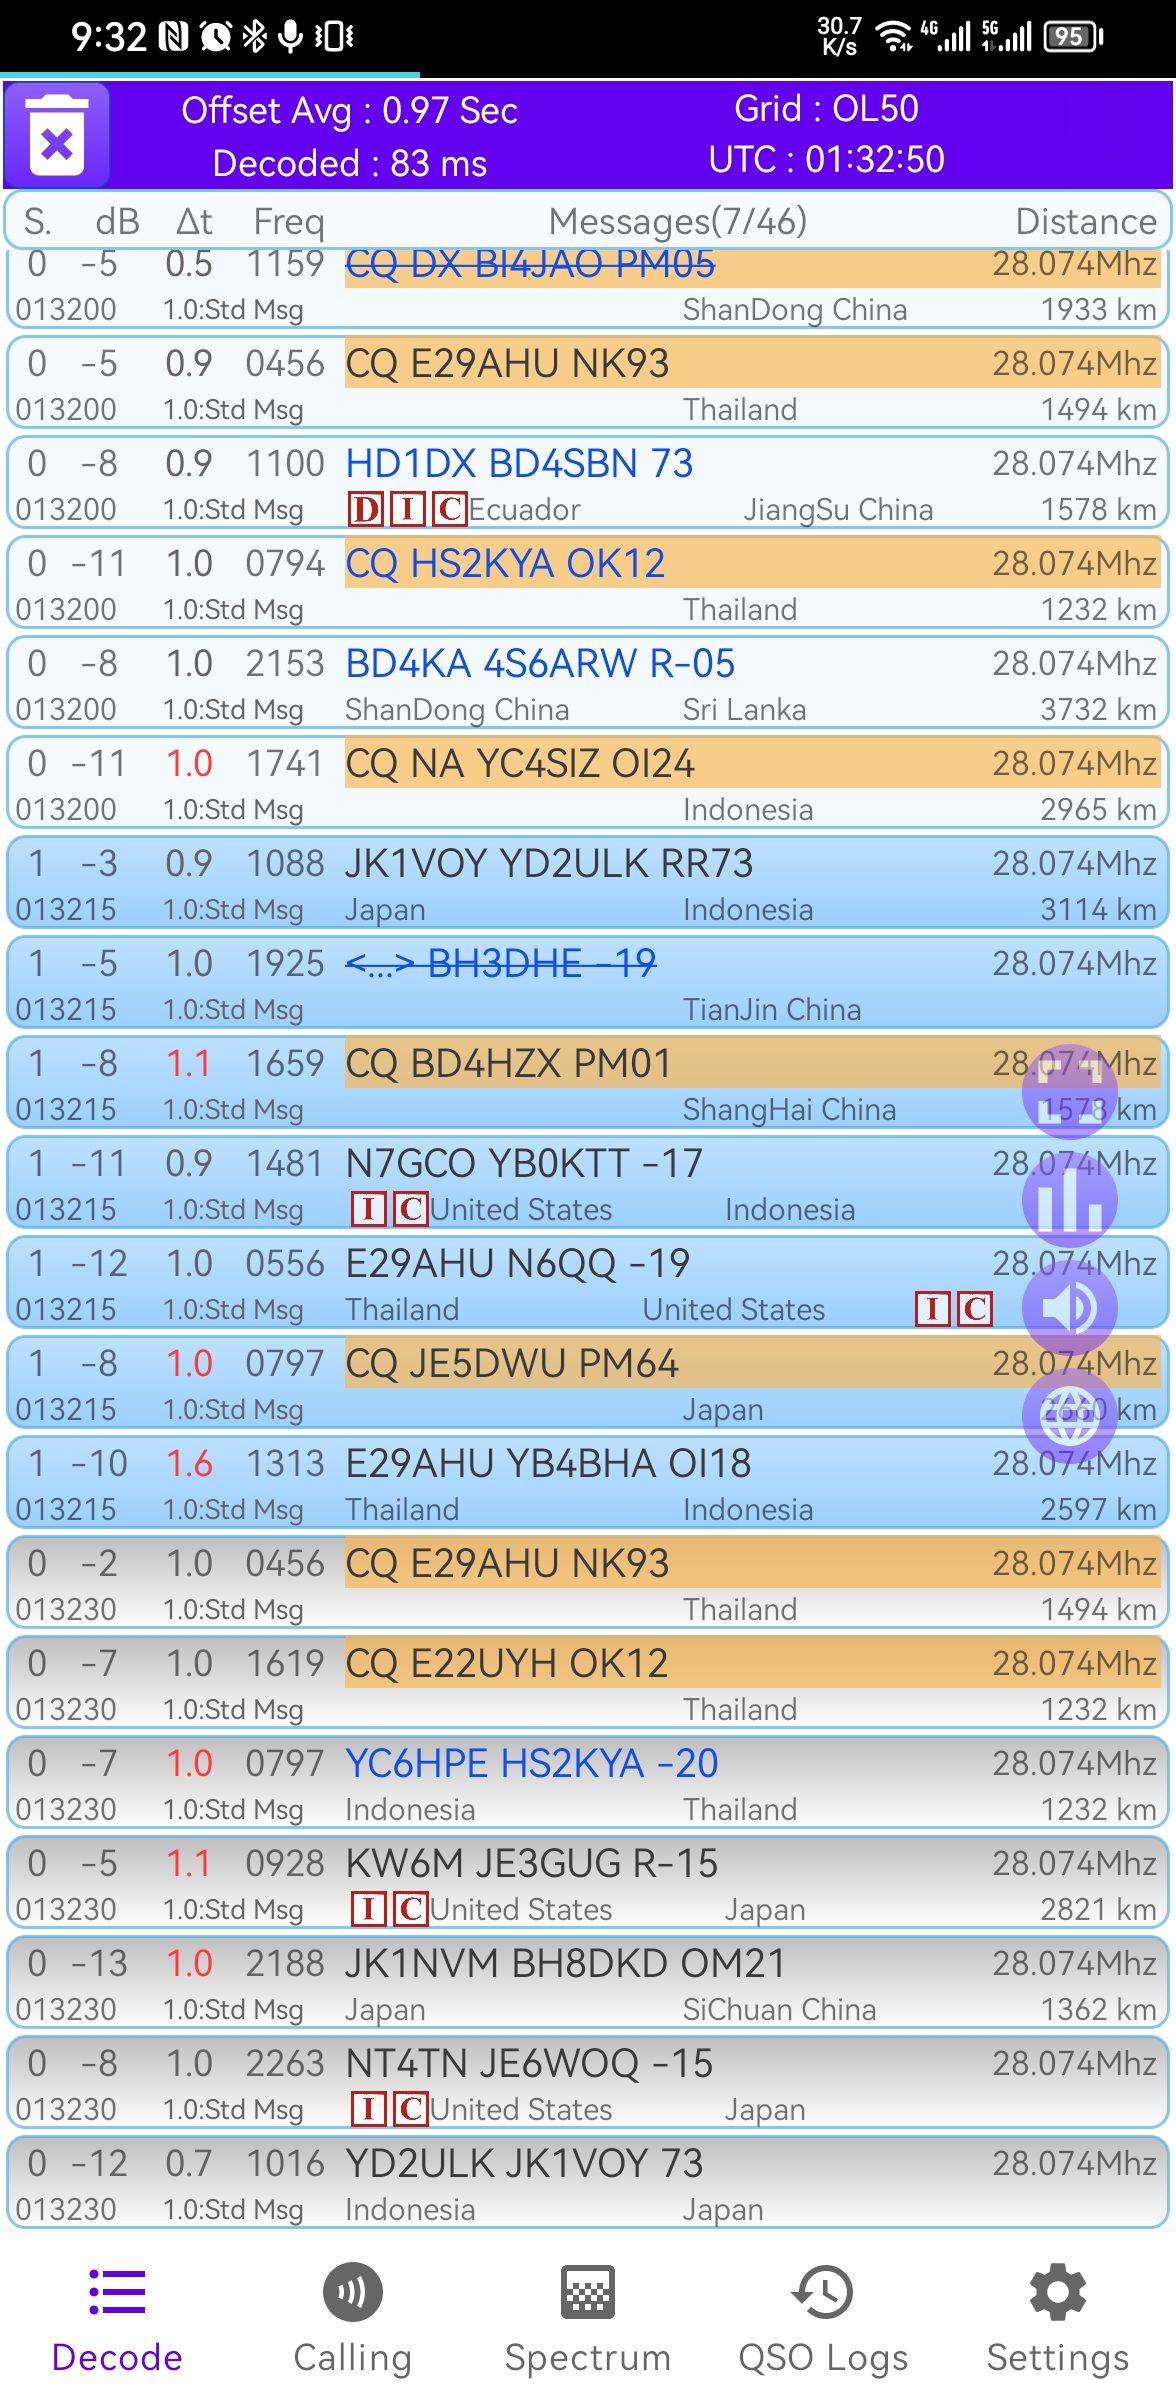 9:32 30.7 K/s 4G 5G 95
Offset Avg : 0.97 Sec Grid : OL50
Decoded : 83 ms UTC : 01:32:50
S. dB Δt Freq Messages(7/46) Distance
0 -5 0.5 1159 CQ DX BI4JAO PM05 28.074Mhz
013200 1.0:Std Msg ShanDong China 1933 km
0 -5 0.9 0456 CQ E29AHU NK93 28.074Mhz
013200 1.0:Std Msg Thailand 1494 km
0 -8 0.9 1100 HD1DX BD4SBN 73 28.074Mhz
013200 1.0:Std Msg D I C Ecuador JiangSu China 1578 km
0 -11 1.0 0794 CQ HS2KYA OK12 28.074Mhz
013200 1.0:Std Msg Thailand 1232 km
0 -8 1.0 2153 BD4KA 4S6ARW R-05 28.074Mhz
013200 1.0:Std Msg ShanDong China Sri Lanka 3732 km
0 -11 1.0 1741 CQ NA YC4SIZ OI24 28.074Mhz
013200 1.0:Std Msg Indonesia 2965 km
1 -3 0.9 1088 JK1VOY YD2ULK RR73 28.074Mhz
013215 1.0:Std Msg Japan Indonesia 3114 km
1 -5 1.0 1925 <...> BH3DHE -19 28.074Mhz
013215 1.0:Std Msg TianJin China
1 -8 1.1 1659 CQ BD4HZX PM01 28.074Mhz
013215 1.0:Std Msg ShangHai China 1578 km
1 -11 0.9 1481 N7GCO YB0KTT -17 28.074Mhz
013215 1.0:Std Msg I C United States Indonesia
1 -12 1.0 0556 E29AHU N6QQ -19 28.074Mhz
013215 1.0:Std Msg Thailand United States I C
1 -8 1.0 0797 CQ JE5DWU PM64 28.074Mhz
013215 1.0:Std Msg Japan 2660 km
1 -10 1.6 1313 E29AHU YB4BHA OI18 28.074Mhz
013215 1.0:Std Msg Thailand Indonesia 2597 km
0 -2 1.0 0456 CQ E29AHU NK93 28.074Mhz
013230 1.0:Std Msg Thailand 1494 km
0 -7 1.0 1619 CQ E22UYH OK12 28.074Mhz
013230 1.0:Std Msg Thailand 1232 km
0 -7 1.0 0797 YC6HPE HS2KYA -20 28.074Mhz
013230 1.0:Std Msg Indonesia Thailand 1232 km
0 -5 1.1 0928 KW6M JE3GUG R-15 28.074Mhz
013230 1.0:Std Msg I C United States Japan 2821 km
0 -13 1.0 2188 JK1NVM BH8DKD OM21 28.074Mhz
013230 1.0:Std Msg Japan SiChuan China 1362 km
0 -8 1.0 2263 NT4TN JE6WOQ -15 28.074Mhz
013230 1.0:Std Msg I C United States Japan
0 -12 0.7 1016 YD2ULK JK1VOY 73 28.074Mhz
013230 1.0:Std Msg Indonesia Japan
Decode Calling Spectrum QSO Logs Settings